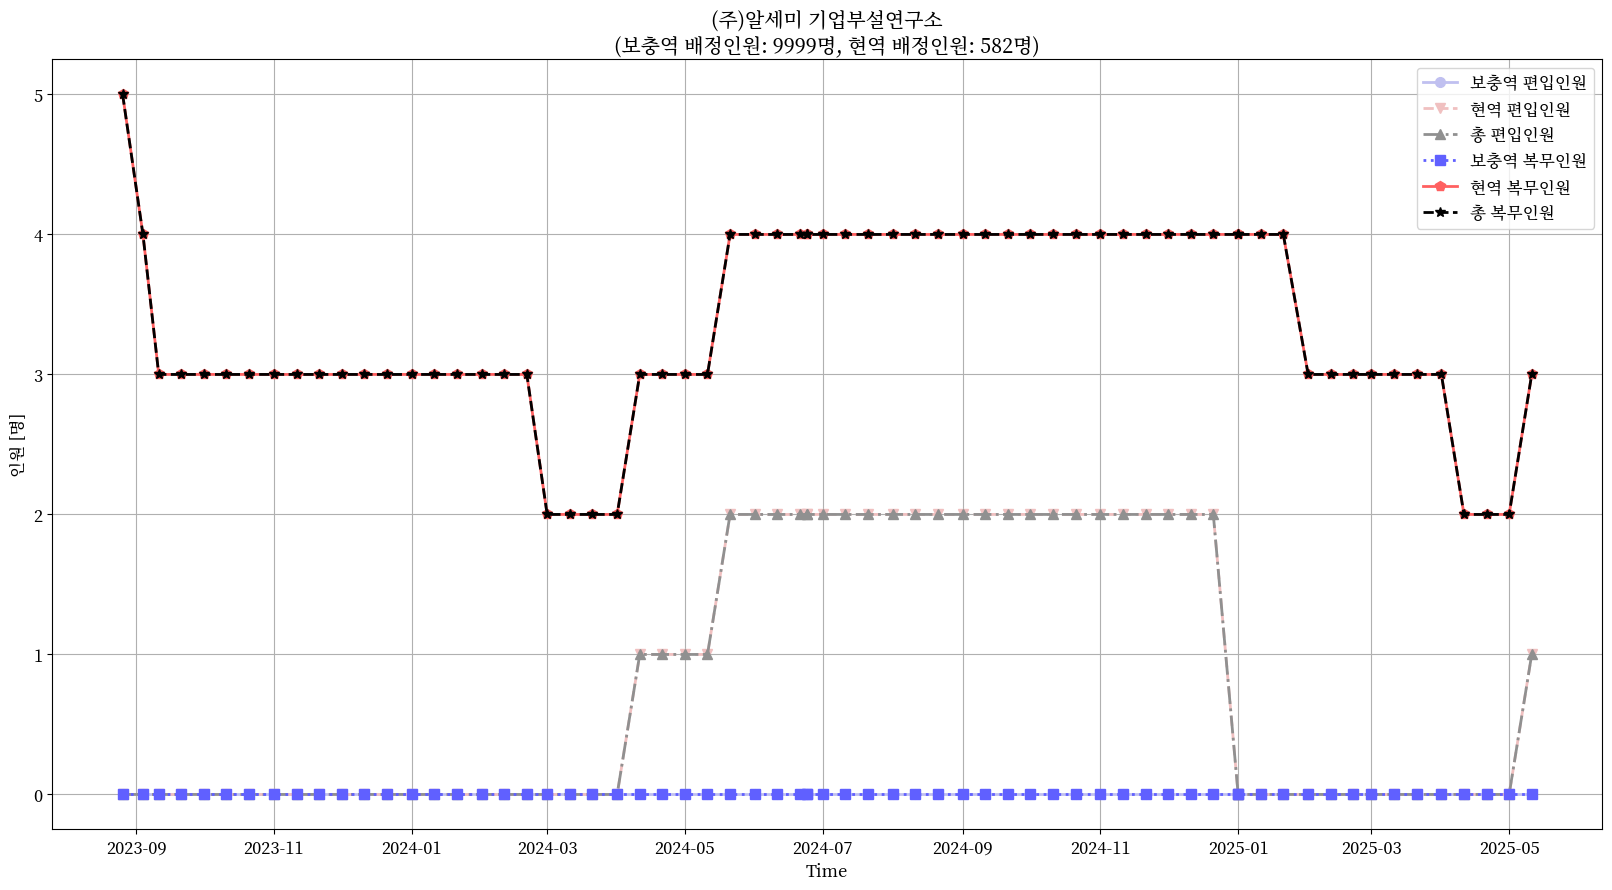 (주)알세미 기업부설연구소
(보충역 배정인원: 9999명, 현역 배정인원: 582명)
보충역 편입인원
현역 편입인원
총 편입인원
보충역 복무인원
현역 복무인원
총 복무인원
인원 [명]
5
4
3
2
1
0
2023-09
2023-11
2024-01
2024-03
2024-05
2024-07
2024-09
2024-11
2025-01
2025-03
2025-05
Time